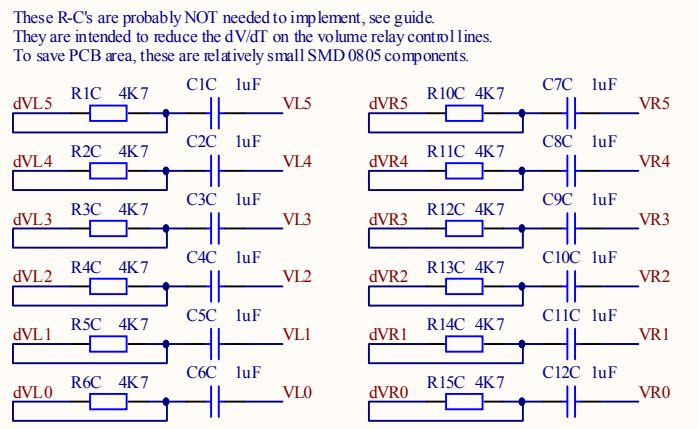 These R-C's are probably NOT needed to implement, see guide.
They are intended to reduce the dV/dT on the volume relay control lines.
To save PCB area, these are relatively small SMD 0805 components.
dVL5 R1C 4K7 C1C 1uF VL5
dVL4 R2C 4K7 C2C 1uF VL4
dVL3 R3C 4K7 C3C 1uF VL3
dVL2 R4C 4K7 C4C 1uF VL2
dVL1 R5C 4K7 C5C 1uF VL1
dVL0 R6C 4K7 C6C 1uF VL0
dVR5 R10C 4K7 C7C 1uF VR5
dVR4 R11C 4K7 C8C 1uF VR4
dVR3 R12C 4K7 C9C 1uF VR3
dVR2 R13C 4K7 C10C 1uF VR2
dVR1 R14C 4K7 C11C 1uF VR1
dVR0 R15C 4K7 C12C 1uF VR0